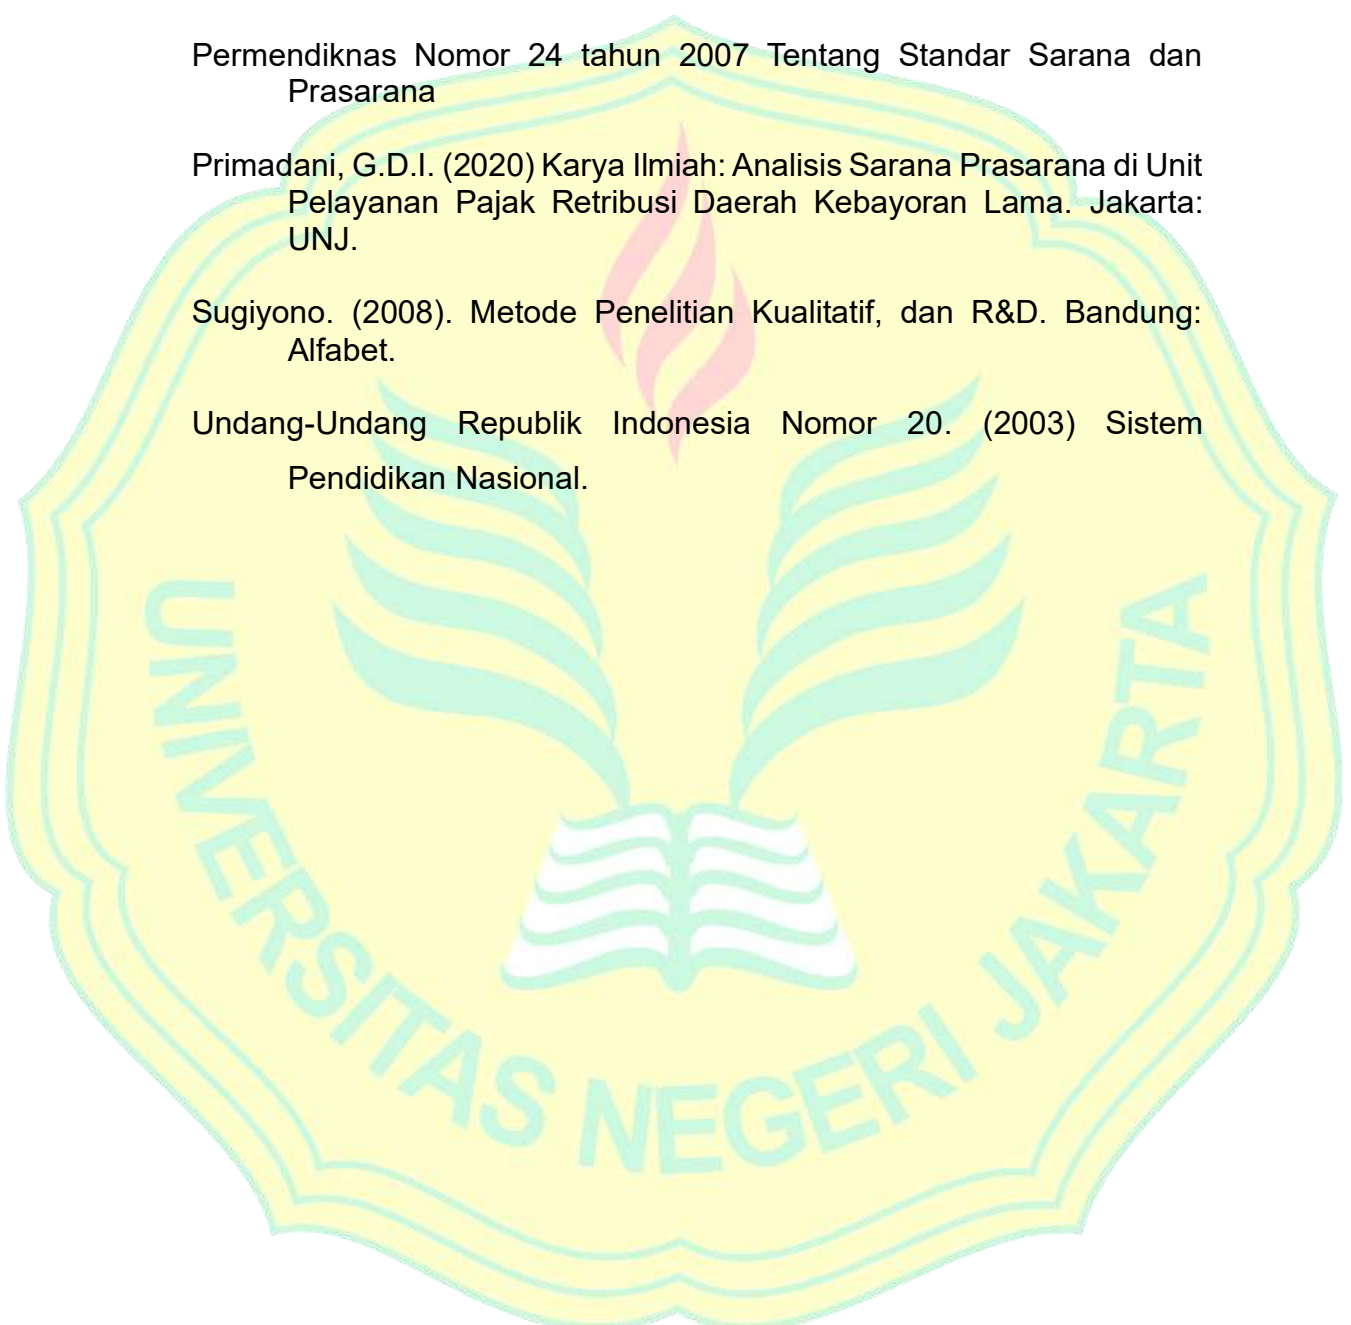 Permendiknas Nomor 24 tahun 2007 Tentang Standar Sarana dan
Prasarana
Primadani, G.D.I. (2020) Karya Ilmiah: Analisis Sarana Prasarana di Unit
Pelayanan Pajak Retribusi Daerah Kebayoran Lama. Jakarta:
UNJ.
Sugiyono. (2008). Metode Penelitian Kualitatif, dan R&D. Bandung:
Alfabet.
Undang-Undang Republik Indonesia Nomor 20. (2003) Sistem
Pendidikan Nasional.
UNIVERSITAS NEGERI JAKARTA